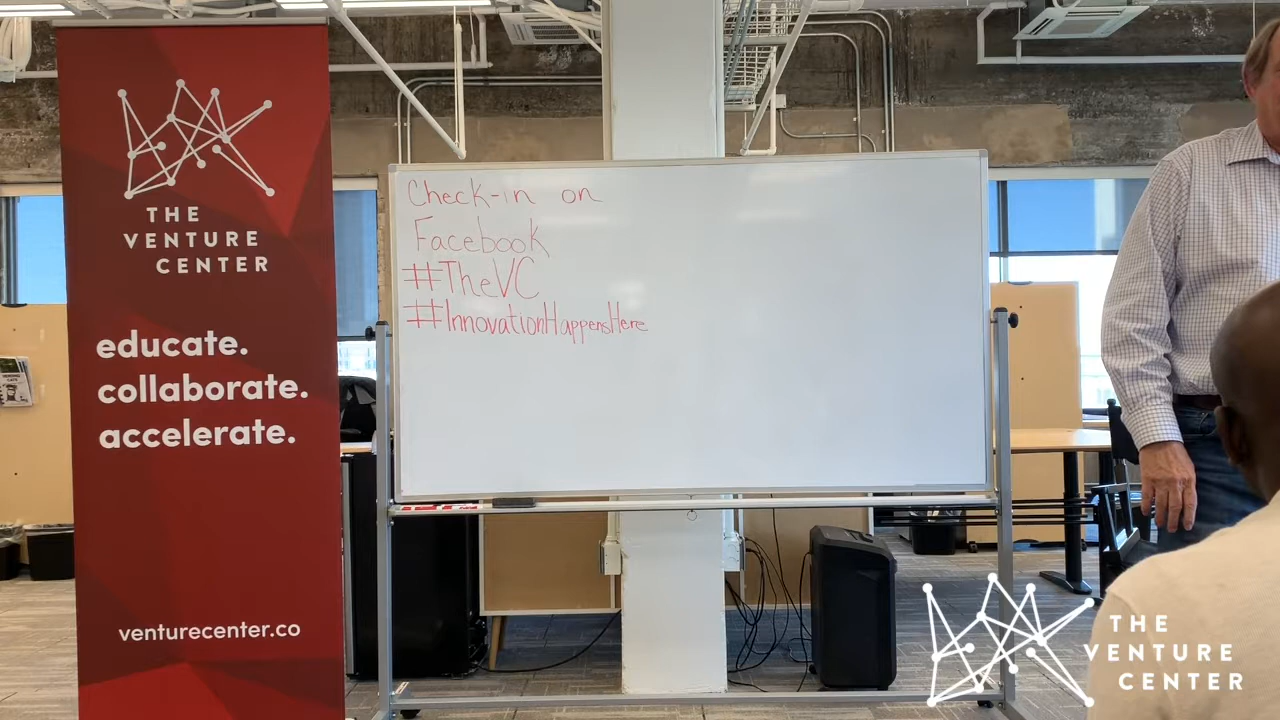 THE
VENTURE
CENTER
educate.
collaborate.
accelerate.
venturecenter.co
Check-in on
Facebook
#TheVC
#InnovationHappensHere
THE
VENTURE
CENTER